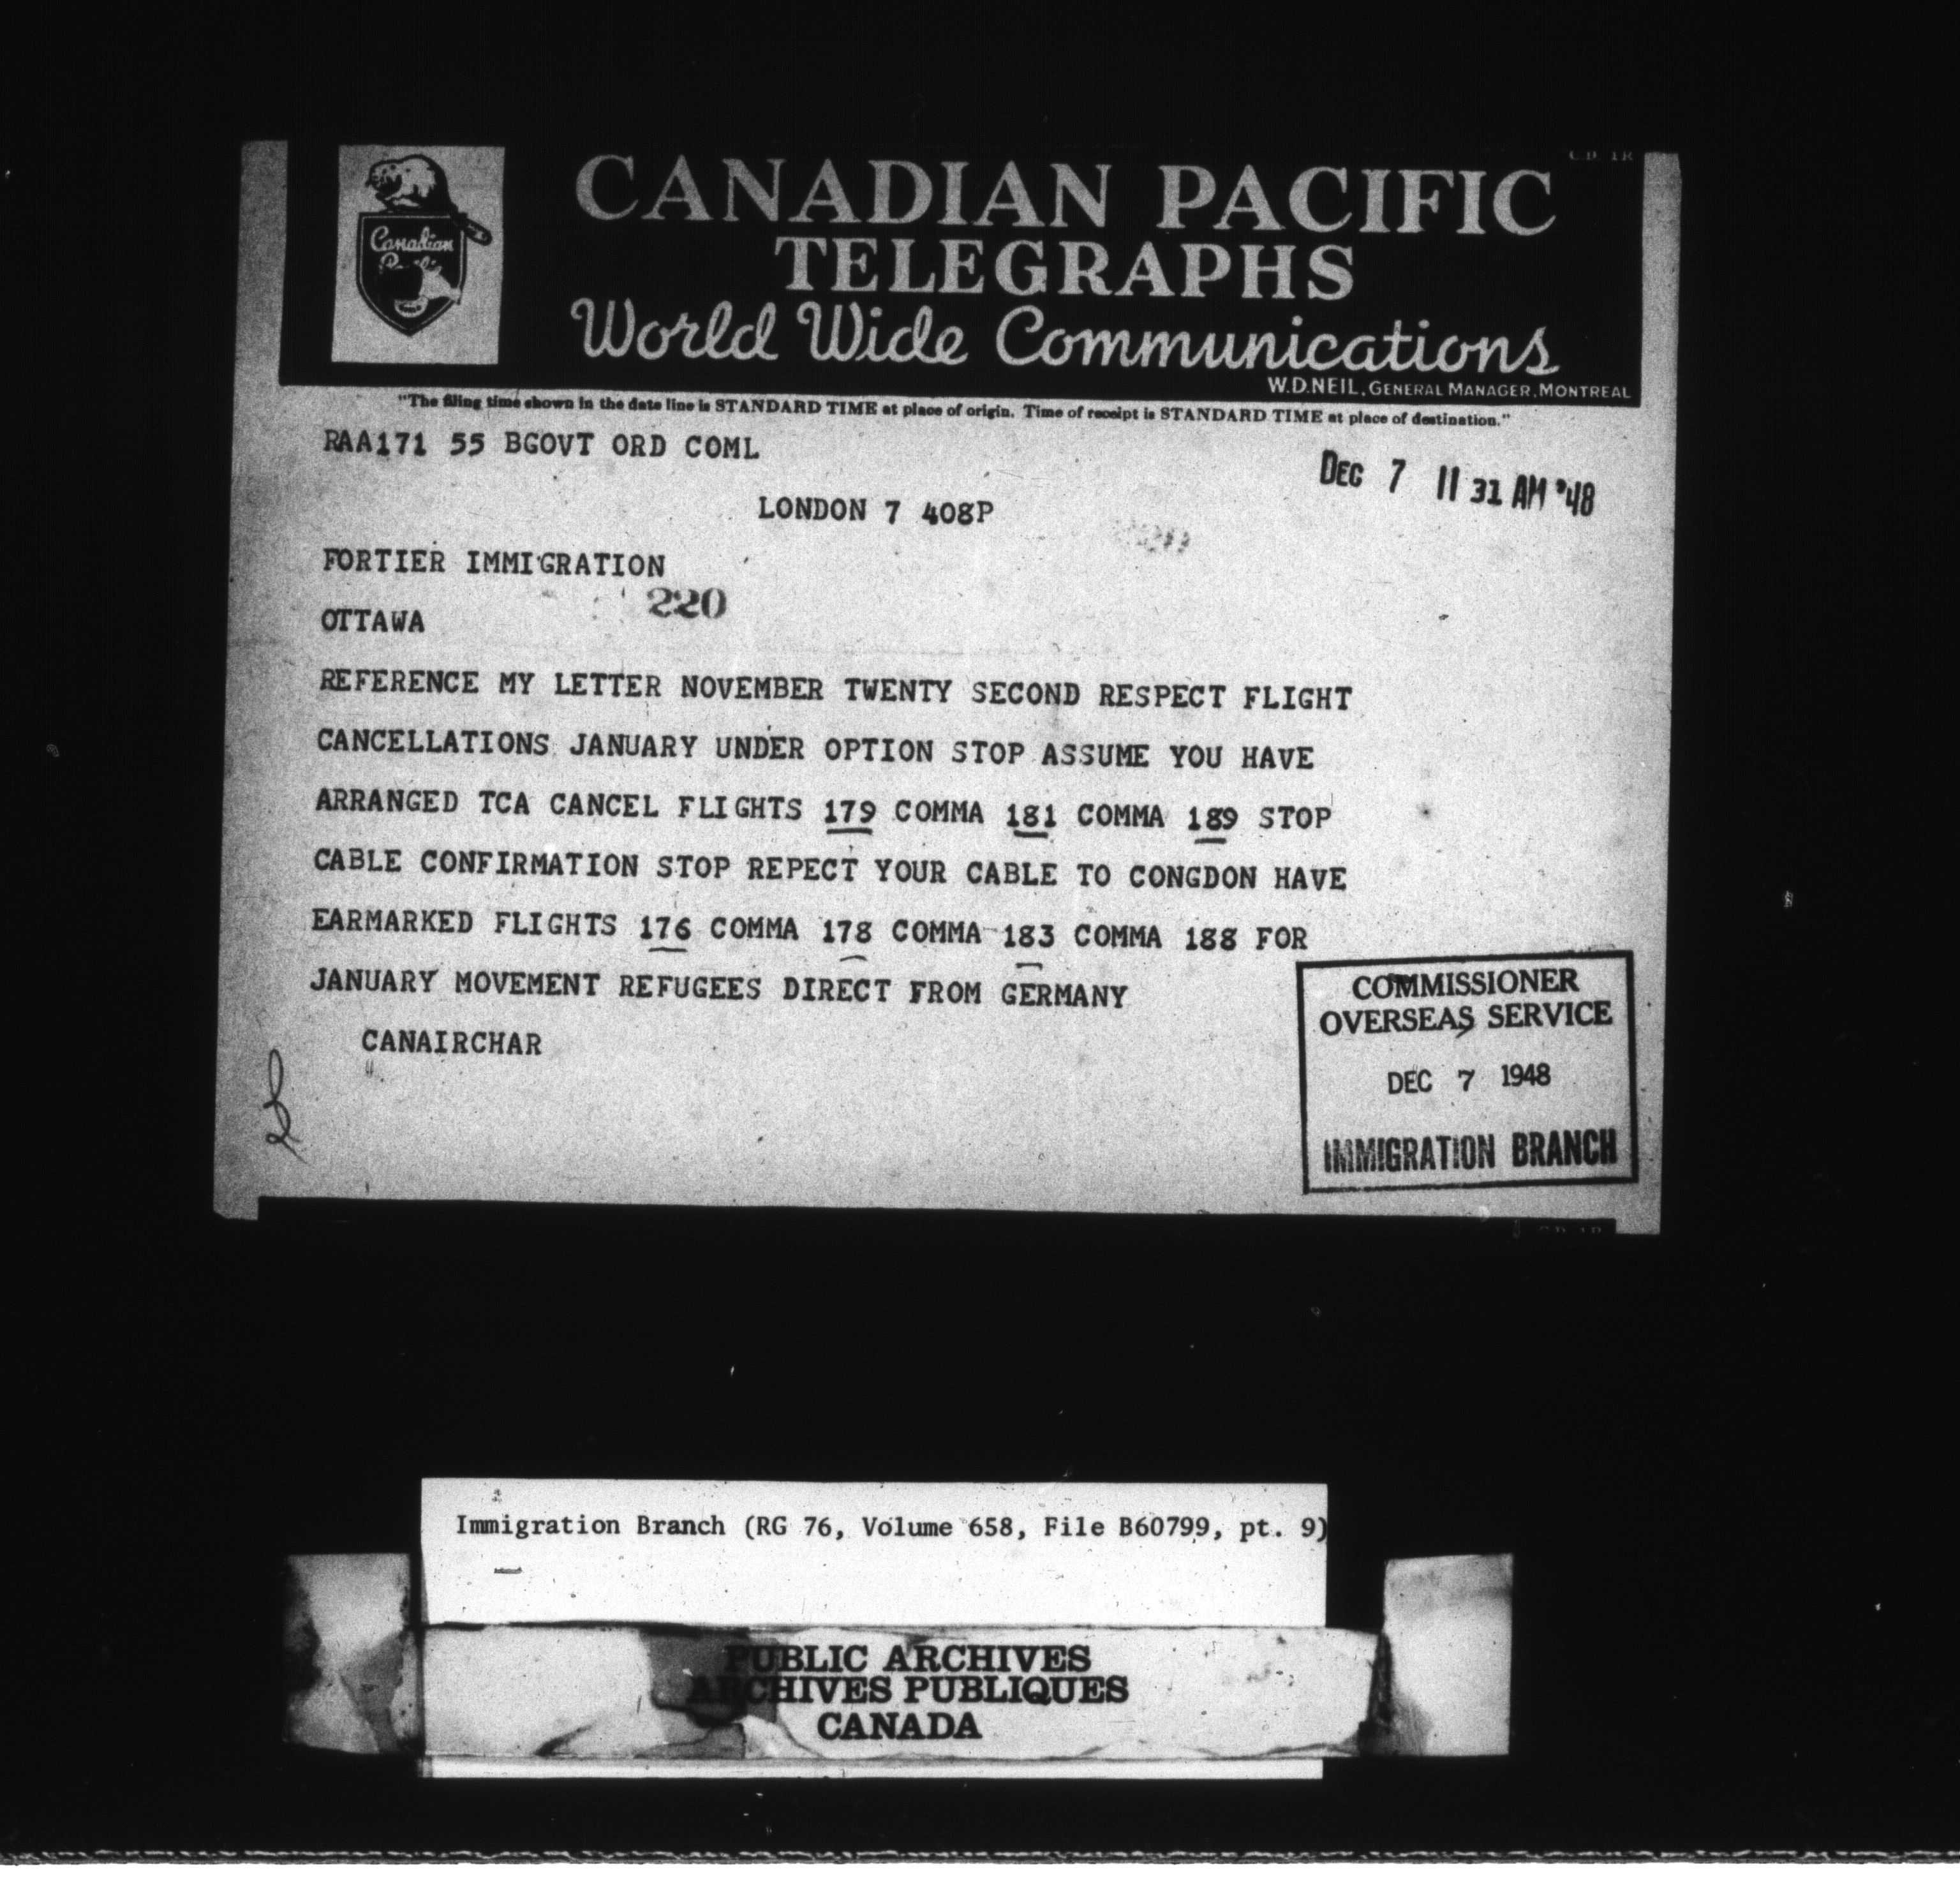 C.D. 1R
Canadian
Pacific
CANADIAN PACIFIC
TELEGRAPHS
World Wide Communications
W.D.NEIL, GENERAL MANAGER, MONTREAL
"The filing time shown in the date line is STANDARD TIME at place of origin. Time of receipt is STANDARD TIME at place of destination."
RAA171 55 BGOVT ORD COML
DEC 7 11 31 AM '48
LONDON 7 408P
FORTIER IMMIGRATION
220
OTTAWA
REFERENCE MY LETTER NOVEMBER TWENTY SECOND RESPECT FLIGHT
CANCELLATIONS JANUARY UNDER OPTION STOP ASSUME YOU HAVE
ARRANGED TCA CANCEL FLIGHTS 179 COMMA 181 COMMA 189 STOP
CABLE CONFIRMATION STOP REPECT YOUR CABLE TO CONGDON HAVE
EARMARKED FLIGHTS 176 COMMA 178 COMMA 183 COMMA 188 FOR
JANUARY MOVEMENT REFUGEES DIRECT FROM GERMANY
CANAIRCHAR
COMMISSIONER
OVERSEAS SERVICE
DEC 7 1948
IMMIGRATION BRANCH
Immigration Branch (RG 76, Volume 658, File B60799, pt. 9)
PUBLIC ARCHIVES
ARCHIVES PUBLIQUES
CANADA